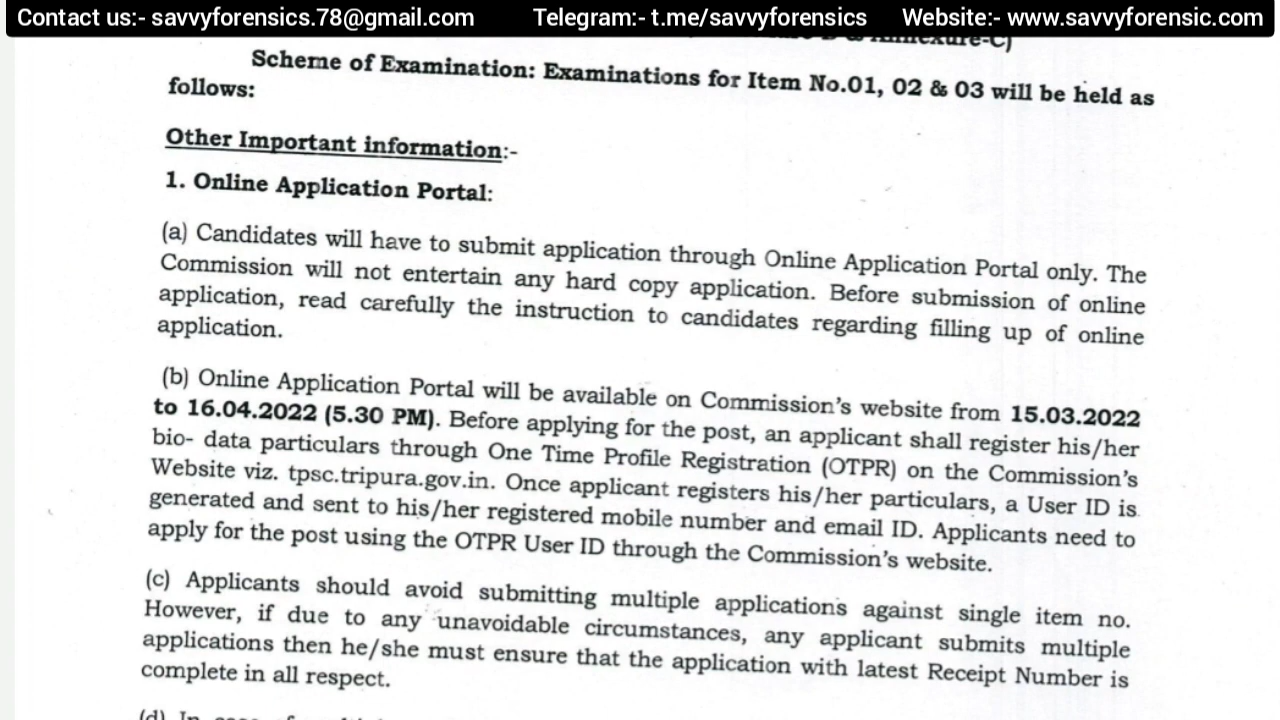 Contact us:- savvyforensics.78@gmail.com Telegram:- t.me/savvyforensics Website:- www.savvyforensic.com
Annexure-C)
Scheme of Examination: Examinations for Item No.01, 02 & 03 will be held as
follows:
Other Important information:-
1. Online Application Portal:
(a) Candidates will have to submit application through Online Application Portal only. The
Commission will not entertain any hard copy application. Before submission of online
application, read carefully the instruction to candidates regarding filling up of online
application.
(b) Online Application Portal will be available on Commission's website from 15.03.2022
to 16.04.2022 (5.30 PM). Before applying for the post, an applicant shall register his/her
bio- data particulars through One Time Profile Registration (OTPR) on the Commission's
Website viz. tpsc.tripura.gov.in. Once applicant registers his/her particulars, a User ID is
generated and sent to his/her registered mobile number and email ID. Applicants need to
apply for the post using the OTPR User ID through the Commission's website.
(c) Applicants should avoid submitting multiple applications against single item no.
However, if due to any unavoidable circumstances, any applicant submits multiple
applications then he/she must ensure that the application with latest Receipt Number is
complete in all respect.
(d) In